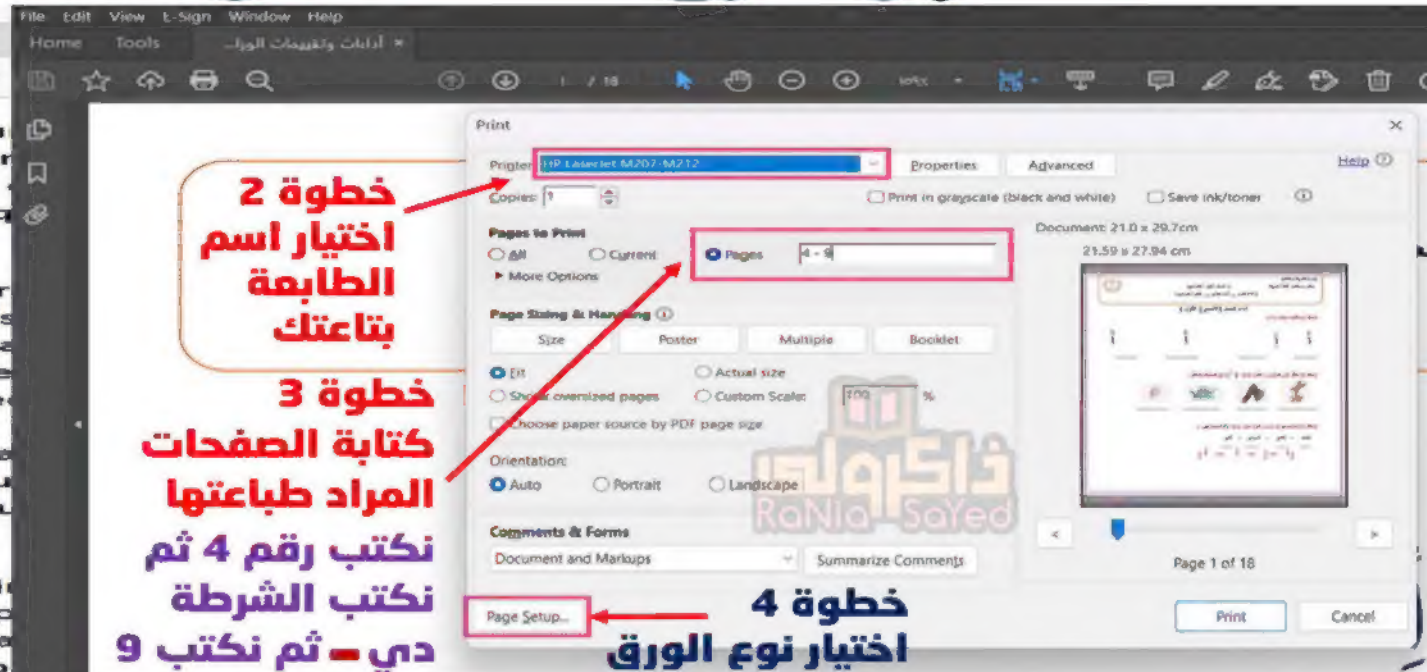 File Edit View E-Sign Window Help
Home Tools أداءات وتقييمات الورا... ×
1 / 18
Print ×
Printer: HP LaserJet M207-M212 Properties Advanced Help
Copies: 1 Print in grayscale (black and white) Save ink/toner
Pages to Print
All Current Pages 4 - 9
More Options
Page Sizing & Handling
Size Poster Multiple Booklet
Fit Actual size
Shrink oversized pages Custom Scale: 100 %
Choose paper source by PDF page size
Orientation:
Auto Portrait Landscape
Comments & Forms
Document and Markups Summarize Comments
Page Setup...
Document: 21.0 x 29.7cm
21.59 x 27.94 cm
< >
Page 1 of 18
Print Cancel
خطوة 2
اختيار اسم
الطابعة
بتاعتك
خطوة 3
كتابة الصفحات
المراد طباعتها
نكتب رقم 4 ثم
نكتب الشرطة
دي - ثم نكتب 9
خطوة 4
اختيار نوع الورق
ذاكرولي
RaNia SaYed